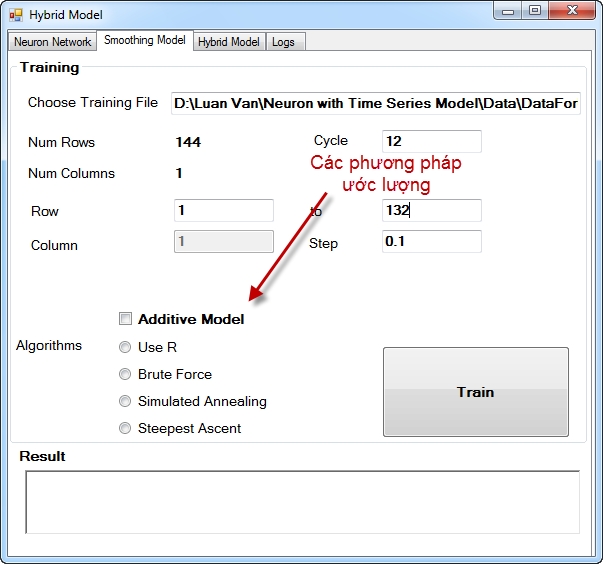 Hybrid Model
Neuron Network Smoothing Model Hybrid Model Logs
Training
Choose Training File D:\Luan Van\Neuron with Time Series Model\Data\DataFor
Num Rows 144 Cycle 12
Num Columns 1
Các phương pháp
ước lượng
Row 1 to 132
Column 1 Step 0.1
Additive Model
Algorithms
Use R
Brute Force
Simulated Annealing
Steepest Ascent
Train
Result